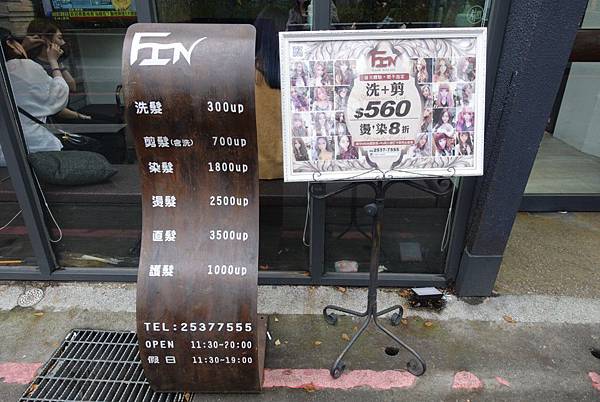 FIN
洗髮 300up
剪髮(含洗) 700up
染髮 1800up
燙髮 2500up
直髮 3500up
護髮 1000up
TEL:25377555
OPEN 11:30-20:00
假日 11:30-19:00
FIN
洗+剪
$560
燙、染8折
2537-7555